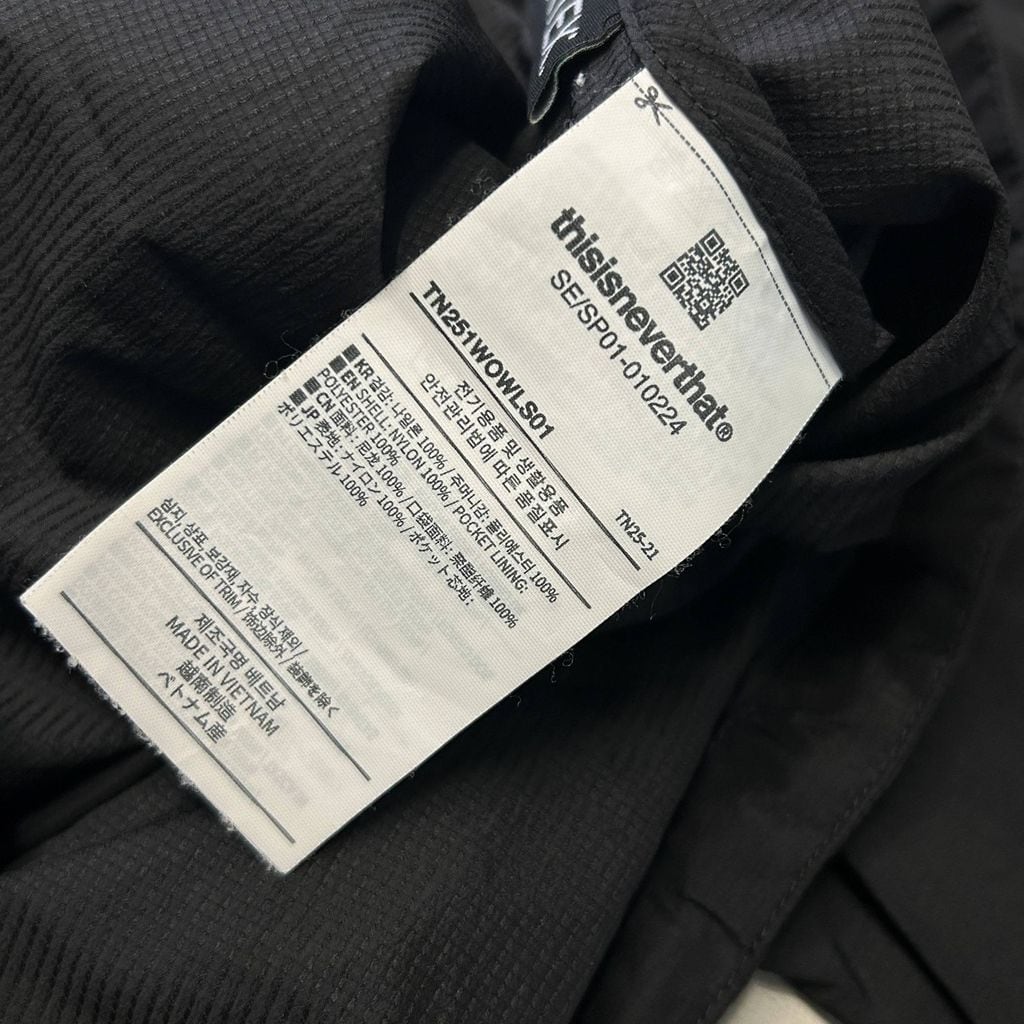 thisisneverthat®
SE/SP01-010224
TN251WOWLS01
TN25-21
전기용품 및 생활용품
안전관리법에 따른 품질표시
■ KR 겉감: 나일론 100% / 주머니감: 폴리에스터 100%
■ EN SHELL: NYLON 100% / POCKET LINING:
POLYESTER 100%
■ CN 面料: 尼龙 100% / 口袋面料: 聚酯纤维 100%
■ JP 表地: ナイロン 100% / ポケット芯地:
ポリエステル 100%
심지, 상표, 보강재, 자수, 장식제외 /
EXCLUSIVE OF TRIM / 饰边除外 / 装飾を除く
제조국명 베트남
MADE IN VIETNAM
越南制造
ベトナム産